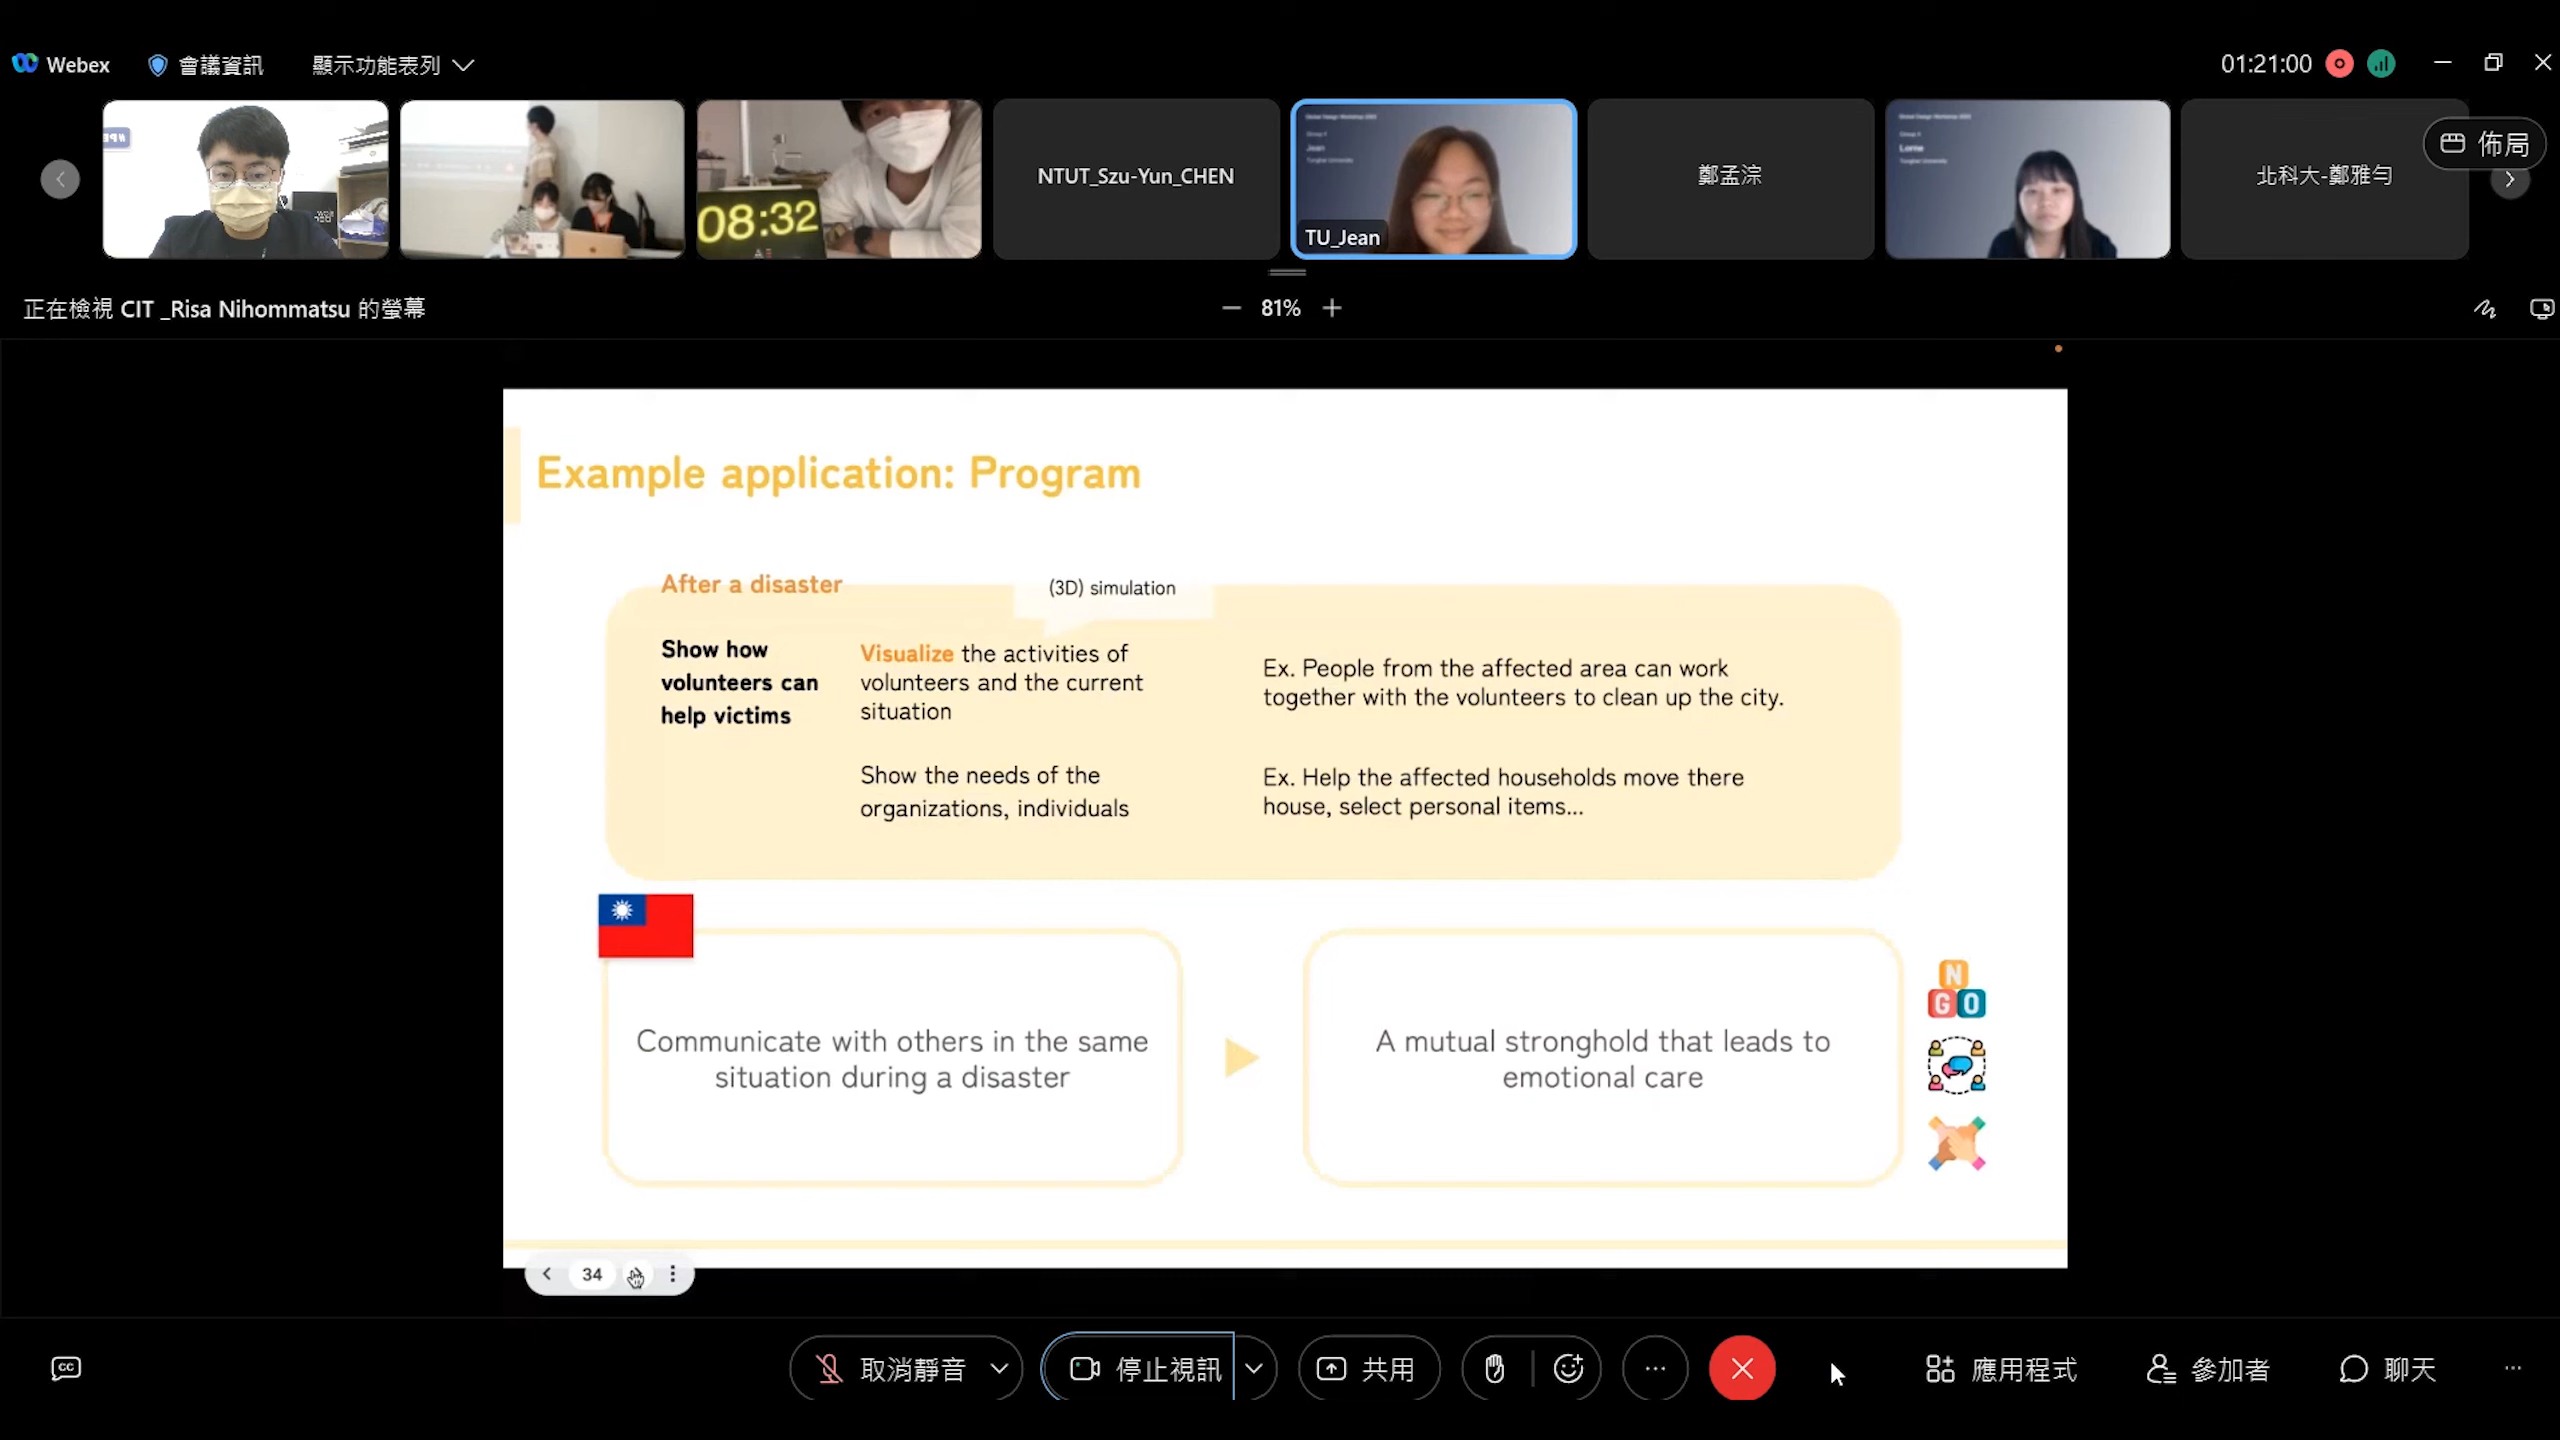 Webex
會議資訊
顯示功能表列
01:21:00
08:32
NTUT_Szu-Yun_CHEN
TU_Jean
鄭孟淙
北科大-鄭雅勻
佈局
正在檢視 CIT _Risa Nihommatsu 的螢幕
81%
Example application: Program
After a disaster
(3D) simulation
Show how
volunteers can
help victims
Visualize the activities of
volunteers and the current
situation
Ex. People from the affected area can work
together with the volunteers to clean up the city.
Show the needs of the
organizations, individuals
Ex. Help the affected households move there
house, select personal items...
Communicate with others in the same
situation during a disaster
A mutual stronghold that leads to
emotional care
N
GO
34
CC
取消靜音
停止視訊
共用
應用程式
參加者
聊天